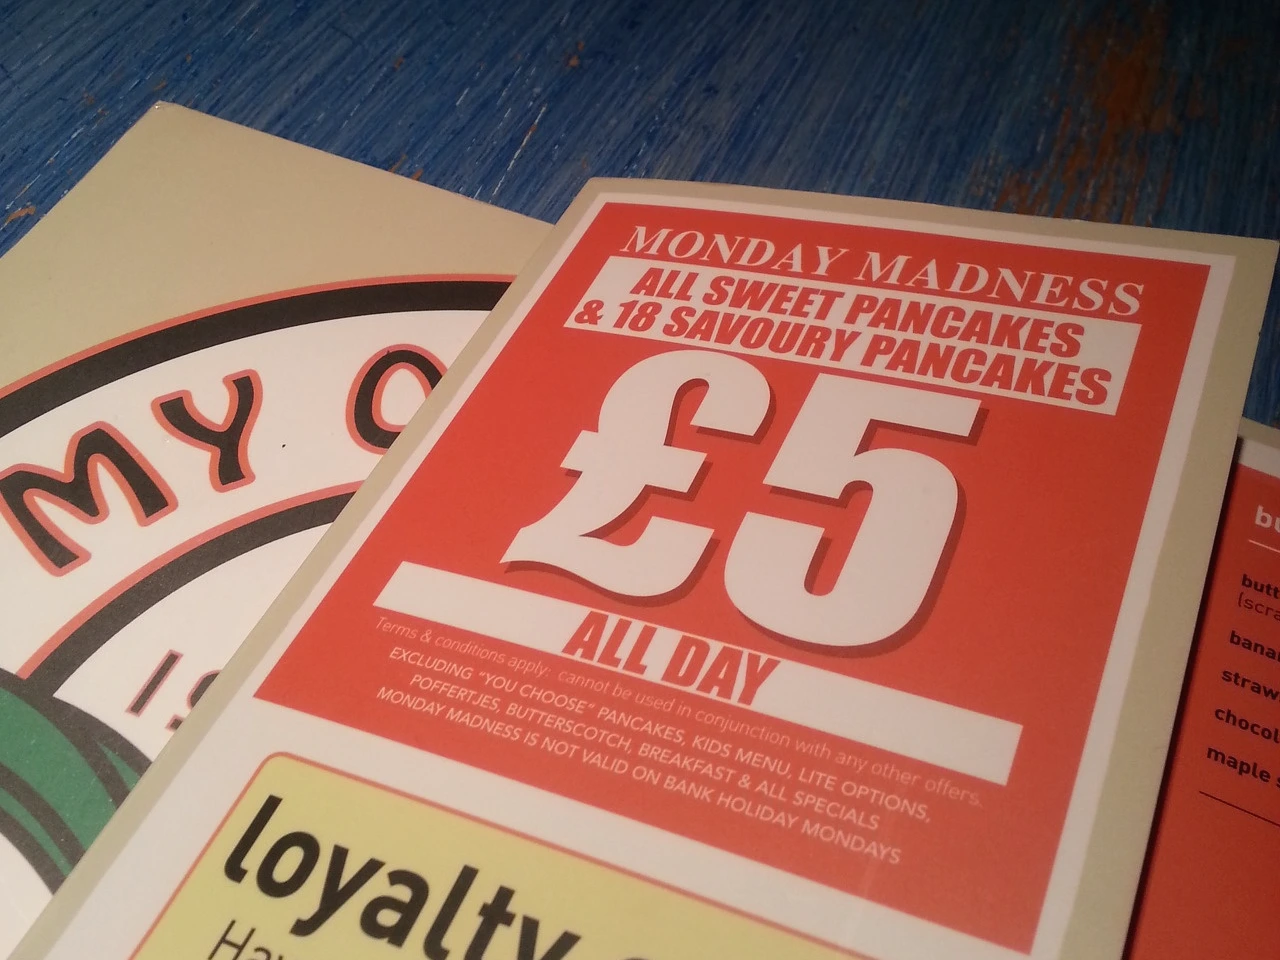 MONDAY MADNESS
ALL SWEET PANCAKES
& 18 SAVOURY PANCAKES
£5
ALL DAY
Terms & conditions apply: cannot be used in conjunction with any other offers.
EXCLUDING "YOU CHOOSE" PANCAKES, KIDS MENU, LITE OPTIONS,
POFFERTJES, BUTTERSCOTCH, BREAKFAST & ALL SPECIALS
MONDAY MADNESS IS NOT VALID ON BANK HOLIDAY MONDAYS
loyalty
MY
maple